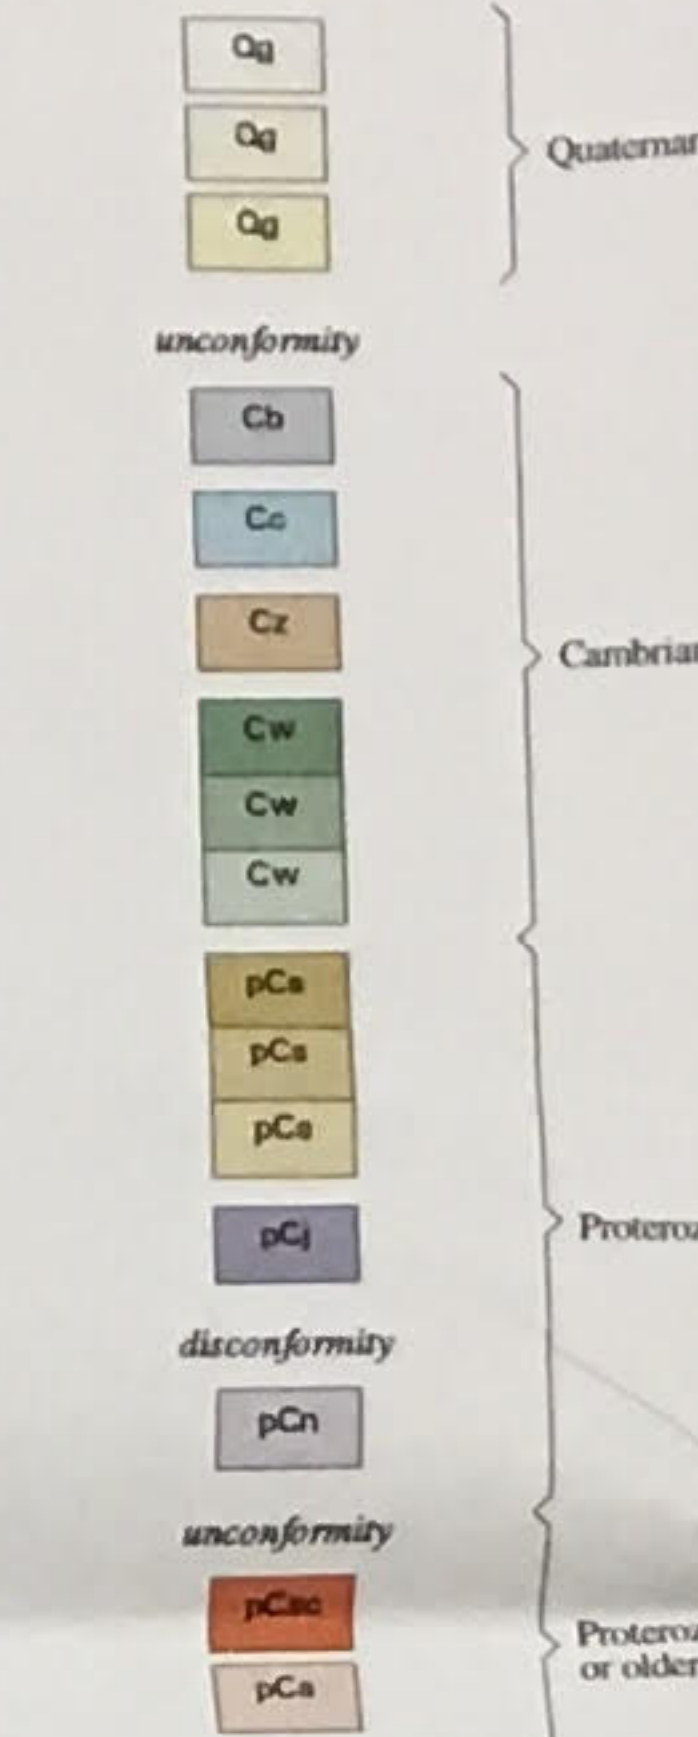 Qg
Qg
Quaternar
Qg
unconformity
Cb
Cc
Cz
Cambrian
Cw
Cw
Cw
pCs
pCs
pCs
pCj
Proteroz
disconformity
pCn
unconformity
Proteroz
or older
pCa